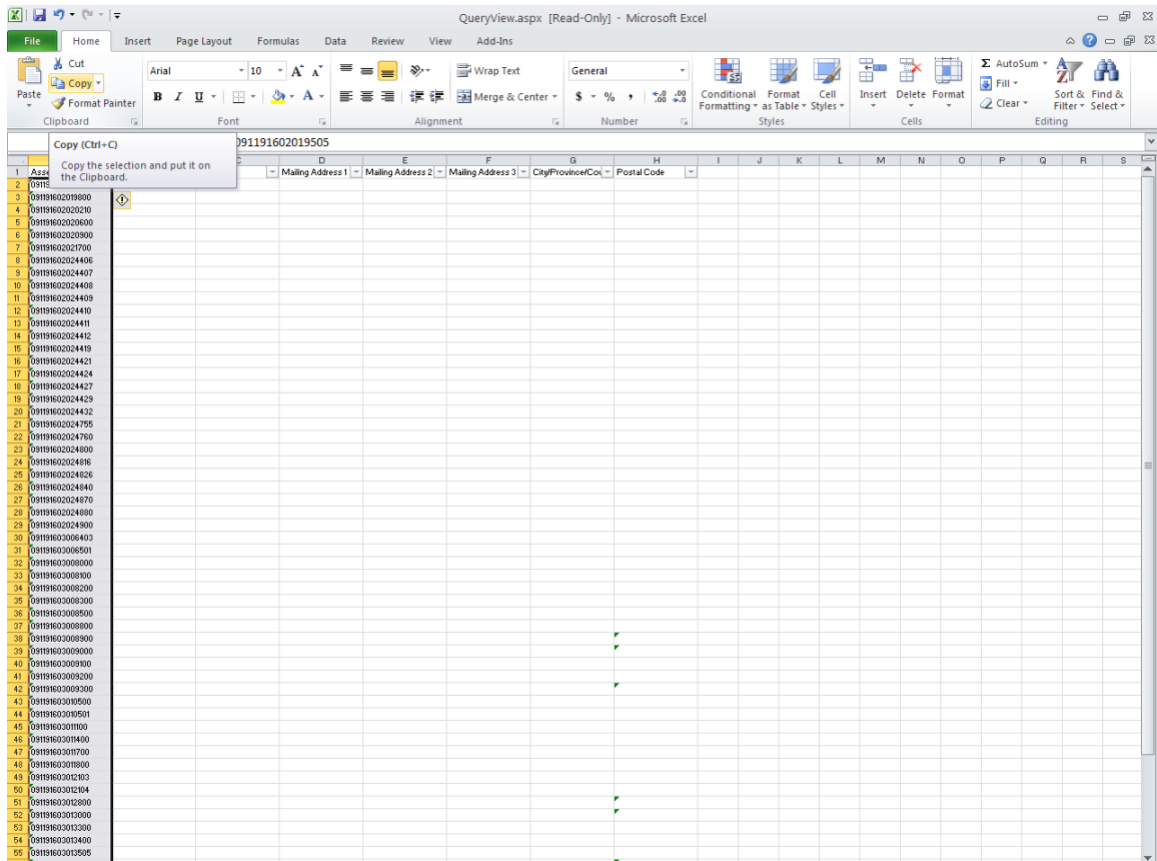 QueryView.aspx [Read-Only] - Microsoft Excel
File Home Insert Page Layout Formulas Data Review View Add-Ins
Cut
Copy
Format Painter
Paste
Arial 10 A A
B I U A
Wrap Text
Merge & Center
General
$ % , .00 .0
Conditional Formatting Format as Table Cell Styles
Insert Delete Format
Σ AutoSum
Fill
Clear
Sort & Filter Find & Select
Clipboard Font Alignment Number Styles Cells Editing
Copy (Ctrl+C)
Copy the selection and put it on
the Clipboard.
091191602019505
C D E F G H I J K L M N O P Q R S
1 Asse Mailing Address 1 Mailing Address 2 Mailing Address 3 City/Province/Cou Postal Code
2 09119
3 091191602019800
4 091191602020210
5 091191602020600
6 091191602020900
7 091191602021700
8 091191602024406
9 091191602024407
10 091191602024408
11 091191602024409
12 091191602024410
13 091191602024411
14 091191602024412
15 091191602024419
16 091191602024421
17 091191602024424
18 091191602024427
19 091191602024429
20 091191602024432
21 091191602024755
22 091191602024760
23 091191602024800
24 091191602024816
25 091191602024826
26 091191602024840
27 091191602024870
28 091191602024880
29 091191602024900
30 091191603006403
31 091191603006501
32 091191603008000
33 091191603008100
34 091191603008200
35 091191603008300
36 091191603008500
37 091191603008800
38 091191603008900
39 091191603009000
40 091191603009100
41 091191603009200
42 091191603009300
43 091191603010500
44 091191603010501
45 091191603011100
46 091191603011400
47 091191603011700
48 091191603011800
49 091191603012103
50 091191603012104
51 091191603012800
52 091191603013000
53 091191603013300
54 091191603013400
55 091191603013505